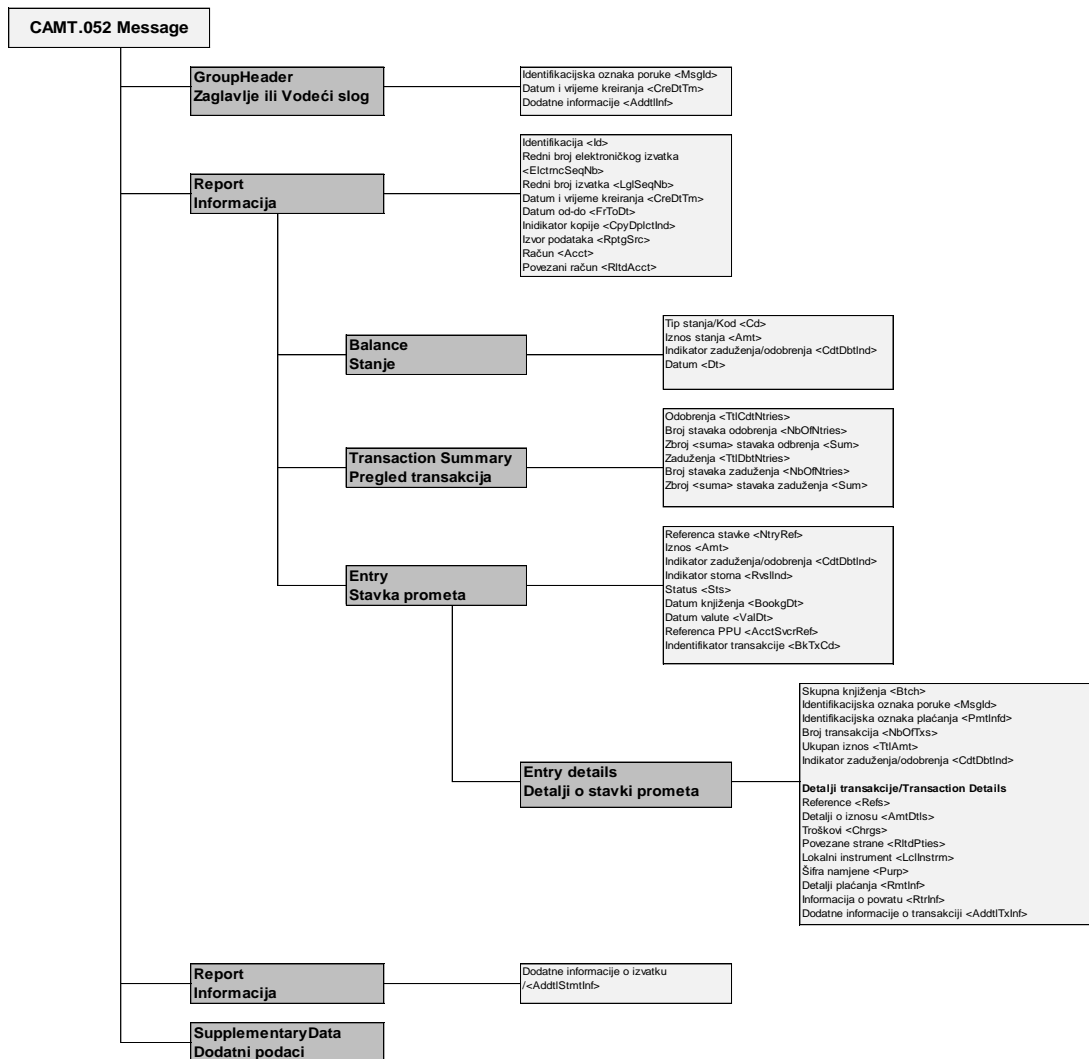 CAMT.052 Message
GroupHeader
Zaglavlje ili Vodeći slog
Identifikacijska oznaka poruke <MsgId>
Datum i vrijeme kreiranja <CreDtTm>
Dodatne informacije <AddtlInf>
Report
Informacija
Identifikacija <Id>
Redni broj elektroničkog izvatka
<ElctrncSeqNb>
Redni broj izvatka <LglSeqNb>
Datum i vrijeme kreiranja <CreDtTm>
Datum od-do <FrToDt>
Inidikator kopije <CpyDplctInd>
Izvor podataka <RptgSrc>
Račun <Acct>
Povezani račun <RltdAcct>
Balance
Stanje
Tip stanja/Kod <Cd>
Iznos stanja <Amt>
Indikator zaduženja/odobrenja <CdtDbtInd>
Datum <Dt>
Transaction Summary
Pregled transakcija
Odobrenja <TtlCdtNtries>
Broj stavaka odobrenja <NbOfNtries>
Zbroj <suma> stavaka odbrenja <Sum>
Zaduženja <TtlDbtNtries>
Broj stavaka zaduženja <NbOfNtries>
Zbroj <suma> stavaka zaduženja <Sum>
Entry
Stavka prometa
Referenca stavke <NtryRef>
Iznos <Amt>
Indikator zaduženja/odobrenja <CdtDbtInd>
Indikator storna <RvslInd>
Status <Sts>
Datum knjiženja <BookgDt>
Datum valute <ValDt>
Referenca PPU <AcctSvcrRef>
Indentifikator transakcije <BkTxCd>
Entry details
Detalji o stavki prometa
Skupna knjiženja <Btch>
Identifikacijska oznaka poruke <MsgId>
Identifikacijska oznaka plaćanja <PmtInfd>
Broj transakcija <NbOfTxs>
Ukupan iznos <TtlAmt>
Indikator zaduženja/odobrenja <CdtDbtInd>
Detalji transakcije/Transaction Details
Reference <Refs>
Detalji o iznosu <AmtDtls>
Troškovi <Chrgs>
Povezane strane <RltdPties>
Lokalni instrument <LclInstrm>
Šifra namjene <Purp>
Detalji plaćanja <RmtInf>
Informacija o povratu <RtrInf>
Dodatne informacije o transakciji <AddtlTxInf>
Report
Informacija
Dodatne informacije o izvatku
/<AddtlStmtInf>
SupplementaryData
Dodatni podaci